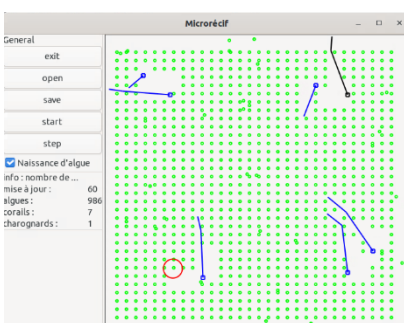 Microrécif
General
exit
open
save
start
step
Naissance d'algue
info : nombre de ...
mise à jour : 60
algues : 986
corails : 7
charognards : 1